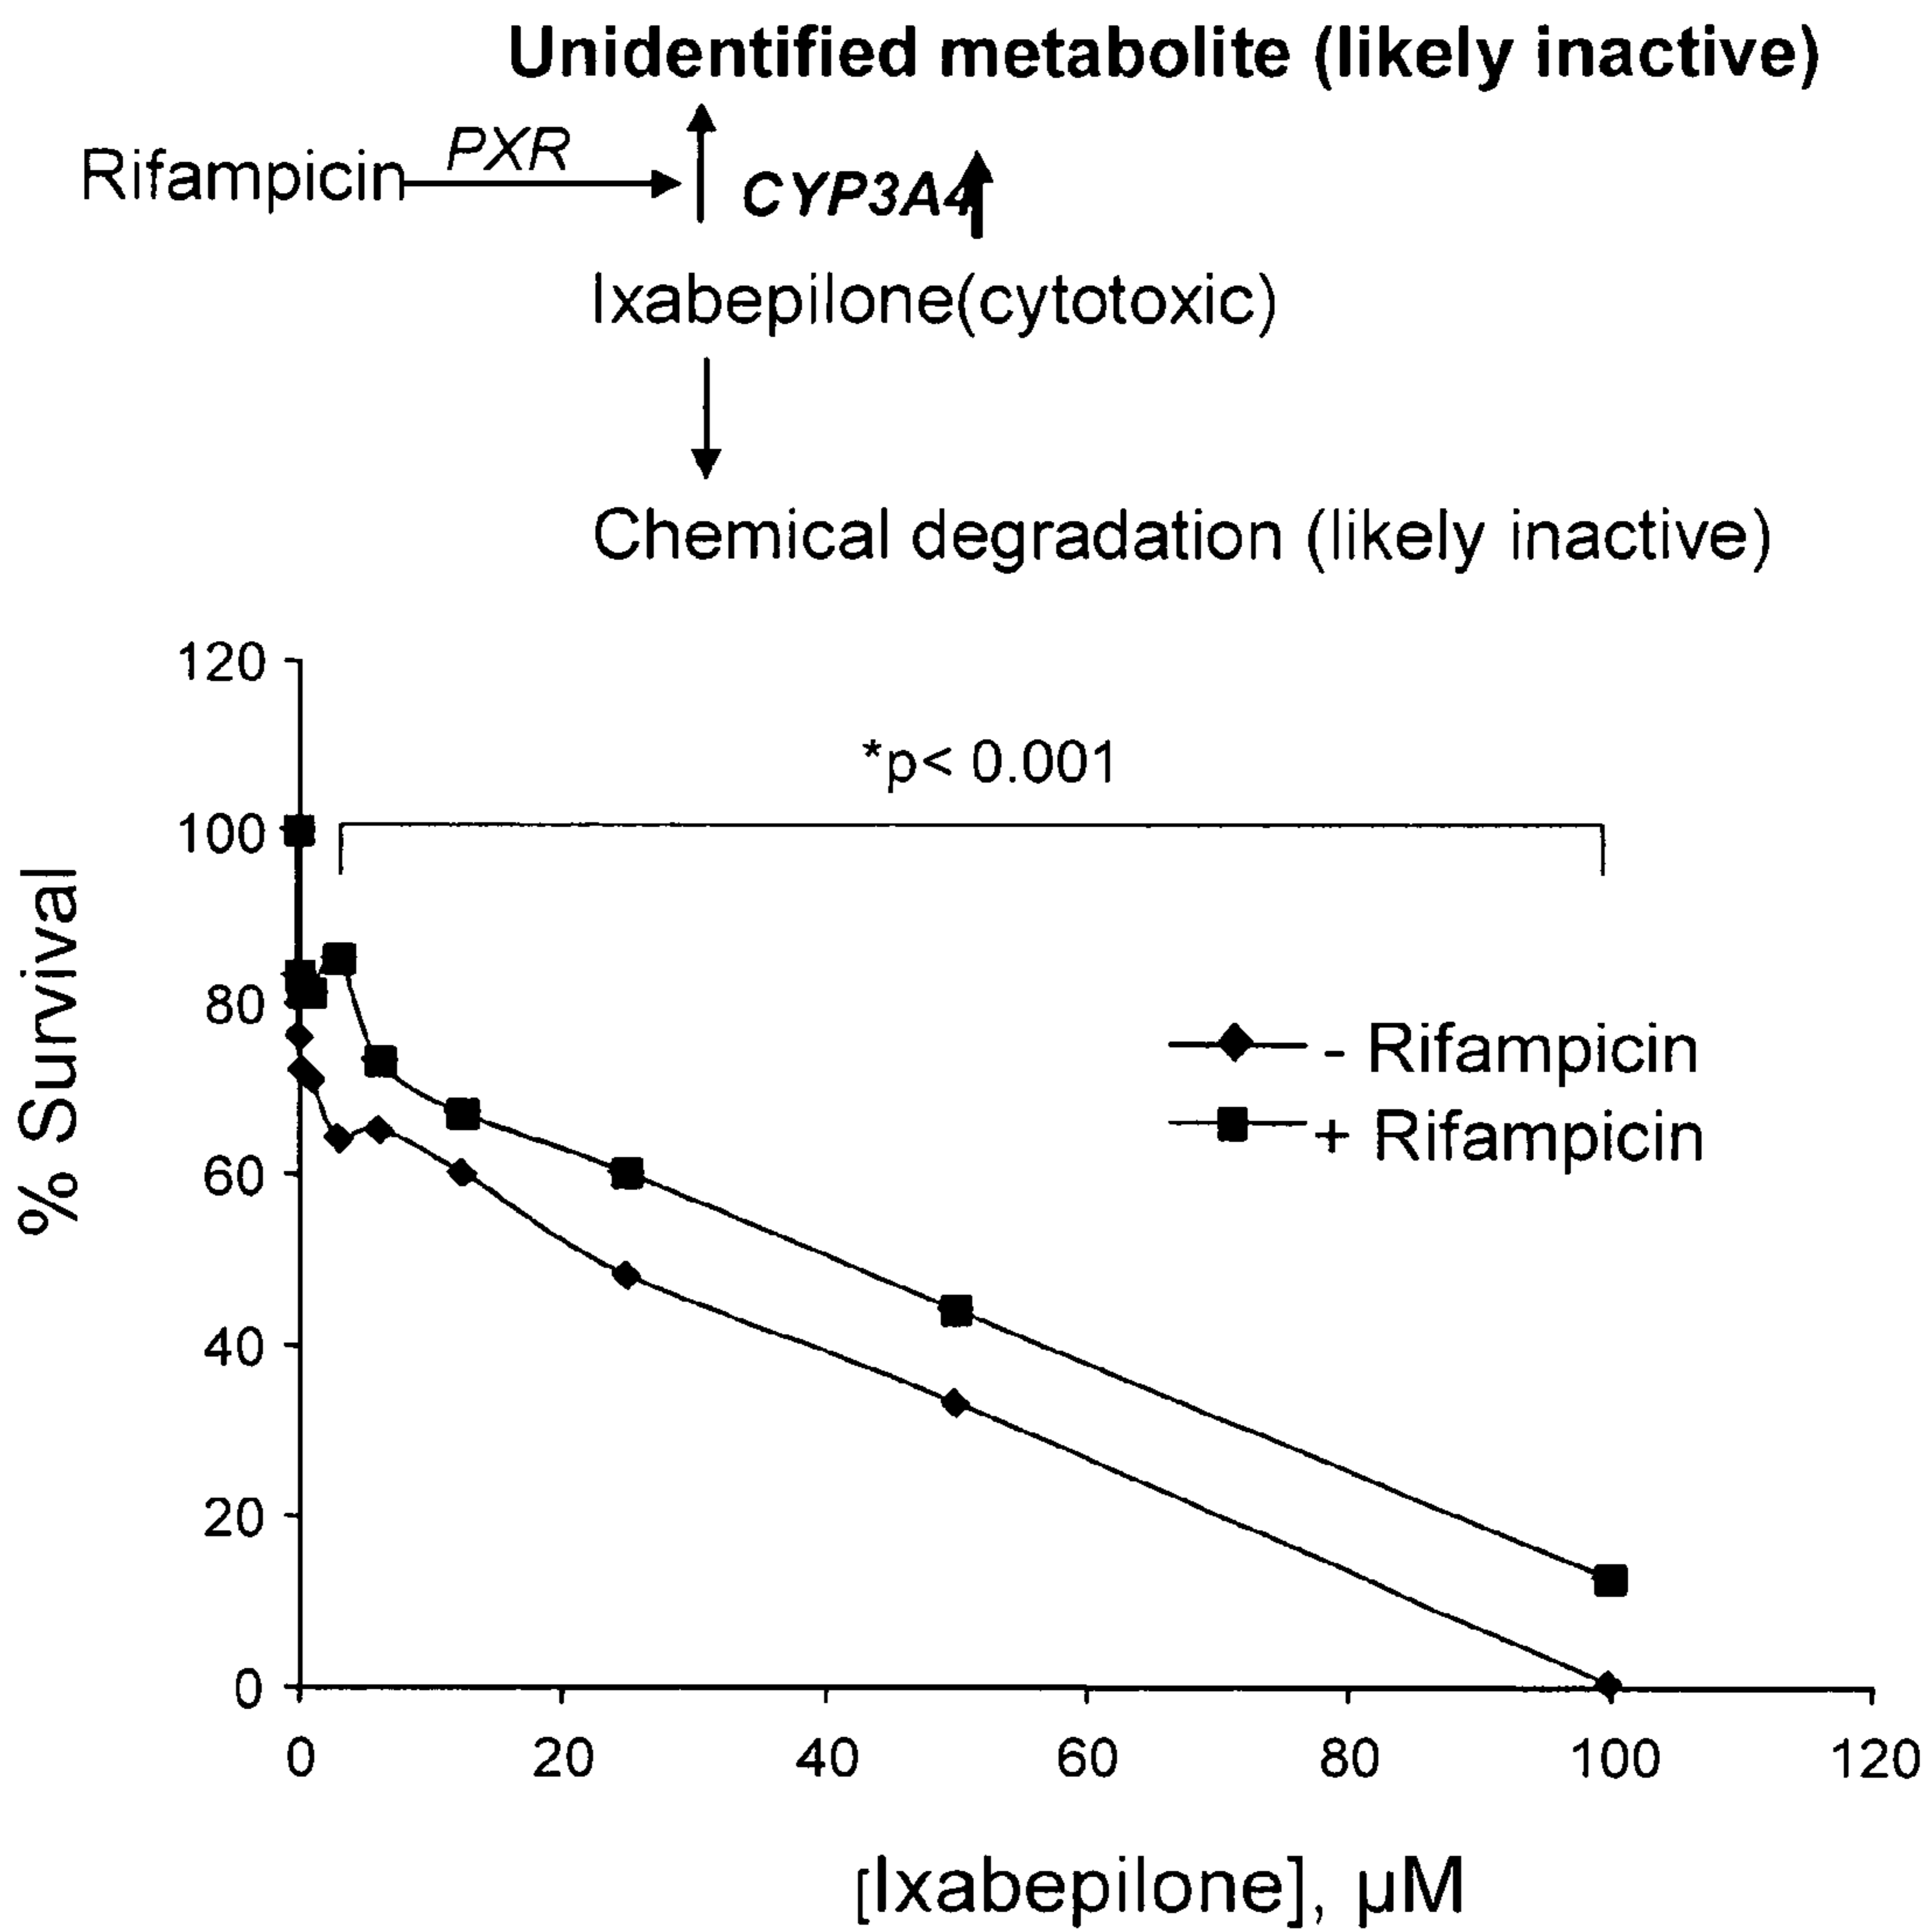 Unidentified metabolite (likely inactive)
Rifampicin PXR CYP3A4
Ixabepilone(cytotoxic)
Chemical degradation (likely inactive)
120
*p< 0.001
100
80
60
40
20
0
% Survival
- Rifampicin
+ Rifampicin
0 20 40 60 80 100 120
[Ixabepilone], µM